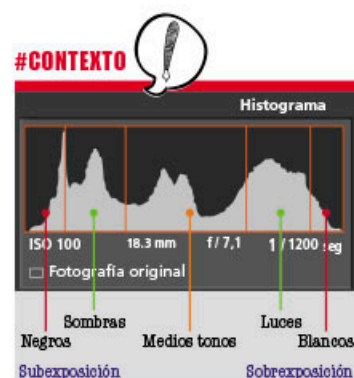 #CONTEXTO
Histograma
ISO 100 18.3 mm f/7,1 1/1200 seg
Fotografía original
Sombras Luces
Negros Medios tonos Blancos
Subexposición Sobrexposición